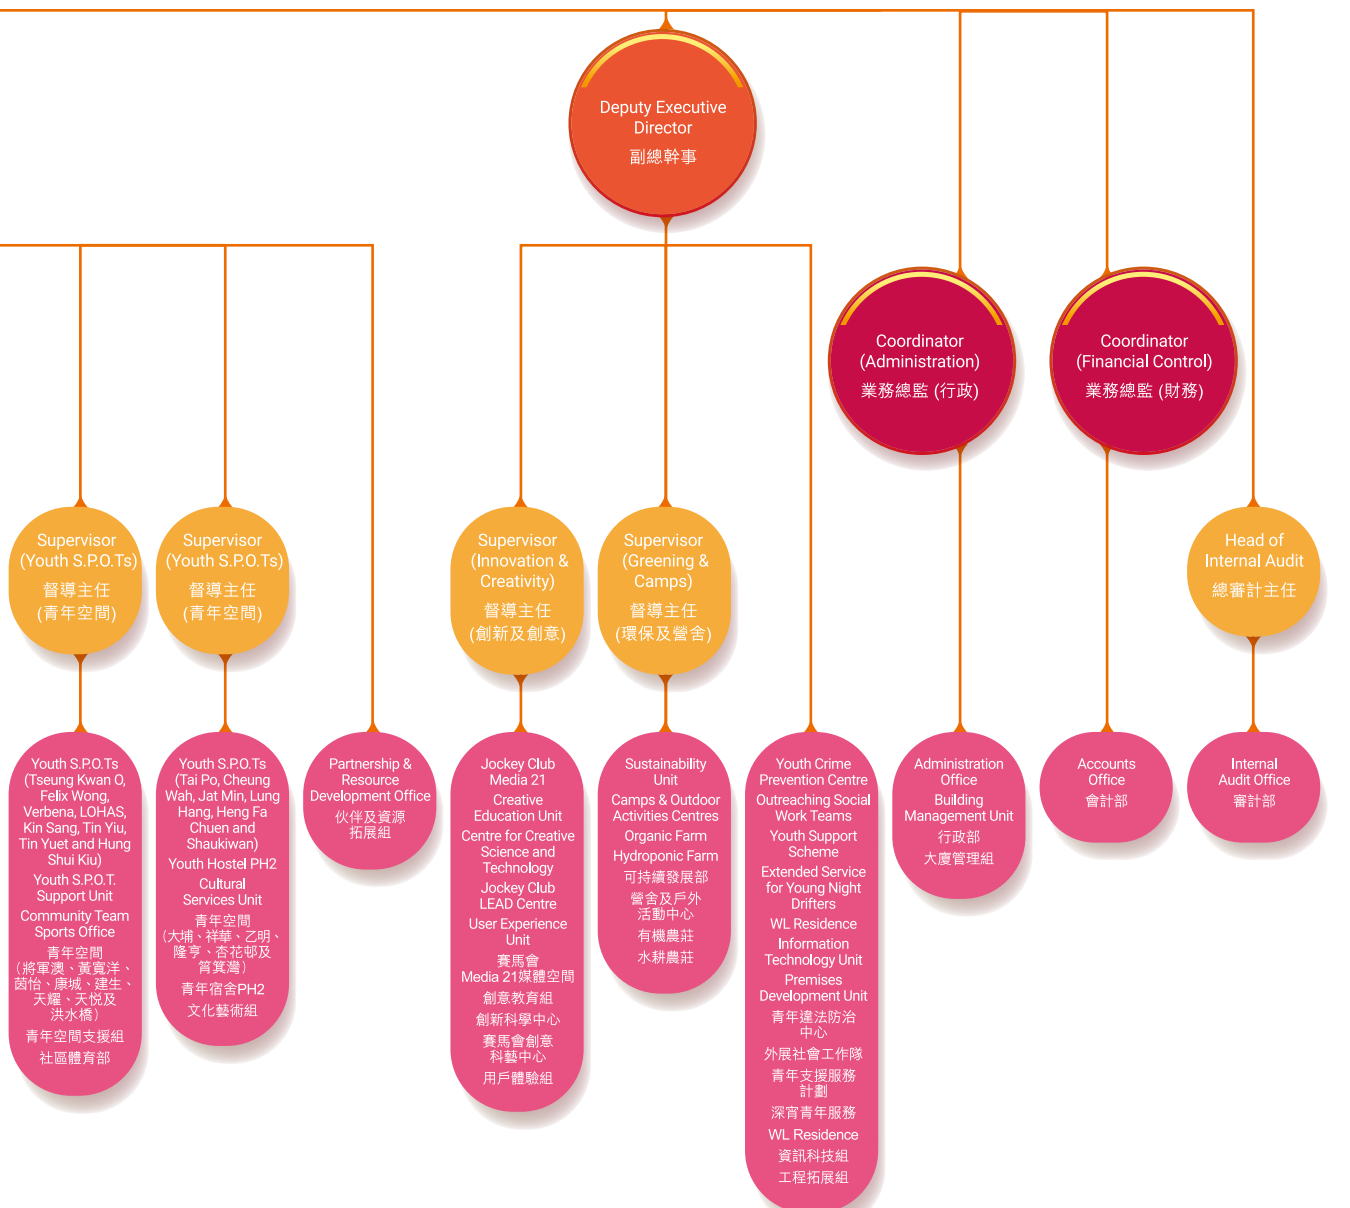 Deputy Executive
Director
副總幹事
Coordinator
(Administration)
業務總監 (行政)
Coordinator
(Financial Control)
業務總監 (財務)
Supervisor
(Youth S.P.O.Ts)
督導主任
(青年空間)
Supervisor
(Youth S.P.O.Ts)
督導主任
(青年空間)
Supervisor
(Innovation &
Creativity)
督導主任
(創新及創意)
Supervisor
(Greening &
Camps)
督導主任
(環保及營舍)
Head of
Internal Audit
總審計主任
Youth S.P.O.Ts
(Tseung Kwan O,
Felix Wong,
Verbena, LOHAS,
Kin Sang, Tin Yiu,
Tin Yuet and Hung
Shui Kiu)
Youth S.P.O.T.
Support Unit
Community Team
Sports Office
青年空間
(將軍澳、黃寬洋、
茵怡、康城、建生、
天耀、天悦及
洪水橋)
青年空間支援組
社區體育部
Youth S.P.O.Ts
(Tai Po, Cheung
Wah, Jat Min, Lung
Hang, Heng Fa
Chuen and
Shaukiwan)
Youth Hostel PH2
Cultural
Services Unit
青年空間
(大埔、祥華、乙明、
隆亨、杏花邨及
筲箕灣)
青年宿舍PH2
文化藝術組
Partnership &
Resource
Development Office
伙伴及資源
拓展組
Jockey Club
Media 21
Creative
Education Unit
Centre for Creative
Science and
Technology
Jockey Club
LEAD Centre
User Experience
Unit
賽馬會
Media 21媒體空間
創意教育組
創新科學中心
賽馬會創意
科藝中心
用戶體驗組
Sustainability
Unit
Camps & Outdoor
Activities Centres
Organic Farm
Hydroponic Farm
可持續發展部
營舍及戶外
活動中心
有機農莊
水耕農莊
Youth Crime
Prevention Centre
Outreaching Social
Work Teams
Youth Support
Scheme
Extended Service
for Young Night
Drifters
WL Residence
Information
Technology Unit
Premises
Development Unit
青年違法防治
中心
外展社會工作隊
青年支援服務
計劃
深宵青年服務
WL Residence
資訊科技組
工程拓展組
Administration
Office
Building
Management Unit
行政部
大廈管理組
Accounts
Office
會計部
Internal
Audit Office
審計部